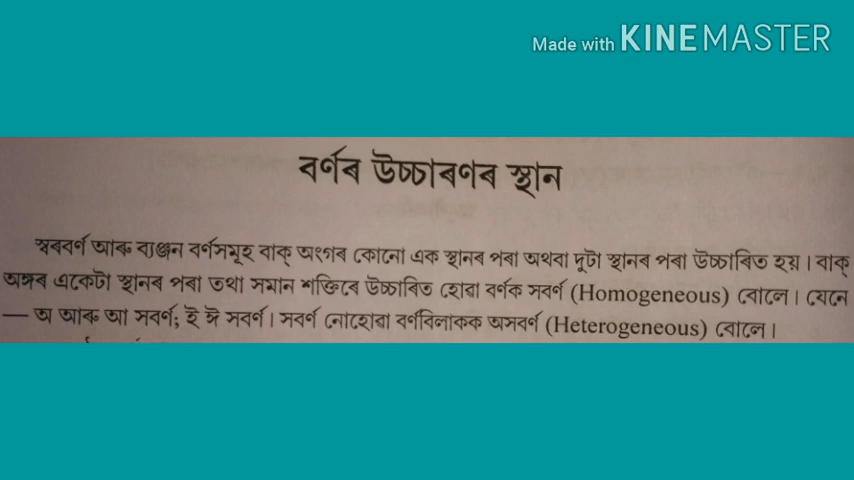 Made with KINEMASTER
বৰ্ণৰ উচ্চাৰণৰ স্থান
স্বৰবৰ্ণ আৰু ব্যঞ্জন বৰ্ণসমূহ বাক্ অংগৰ কোনো এক স্থানৰ পৰা অথবা দুটা স্থানৰ পৰা উচ্চাৰিত হয়। বাক্
অঙ্গৰ একেটা স্থানৰ পৰা তথা সমান শক্তিৰে উচ্চাৰিত হোৱা বৰ্ণক সবৰ্ণ (Homogeneous) বোলে। যেনে
— অ আৰু আ সবৰ্ণ; ই ঈ সবৰ্ণ। সবৰ্ণ নোহোৱা বৰ্ণবিলাকক অসবৰ্ণ (Heterogeneous) বোলে।